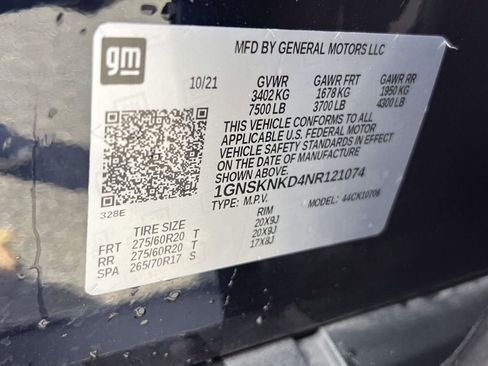 gm
MFD BY GENERAL MOTORS LLC
10/21 GVWR GAWR FRT GAWR RR
3402 KG 1678 KG 1950 KG
7500 LB 3700 LB 4300 LB
THIS VEHICLE CONFORMS TO ALL
APPLICABLE U.S. FEDERAL MOTOR
VEHICLE SAFETY STANDARDS IN EFFECT
ON THE DATE OF MANUFACTURE
SHOWN ABOVE.
1GNSKNKD4NR121074
TYPE: M.P.V. MODEL: 44CK10706
328E
TIRE SIZE RIM
FRT 275/60R20 T 20X9J
RR 275/60R20 T 20X9J
SPA 265/70R17 S 17X8J